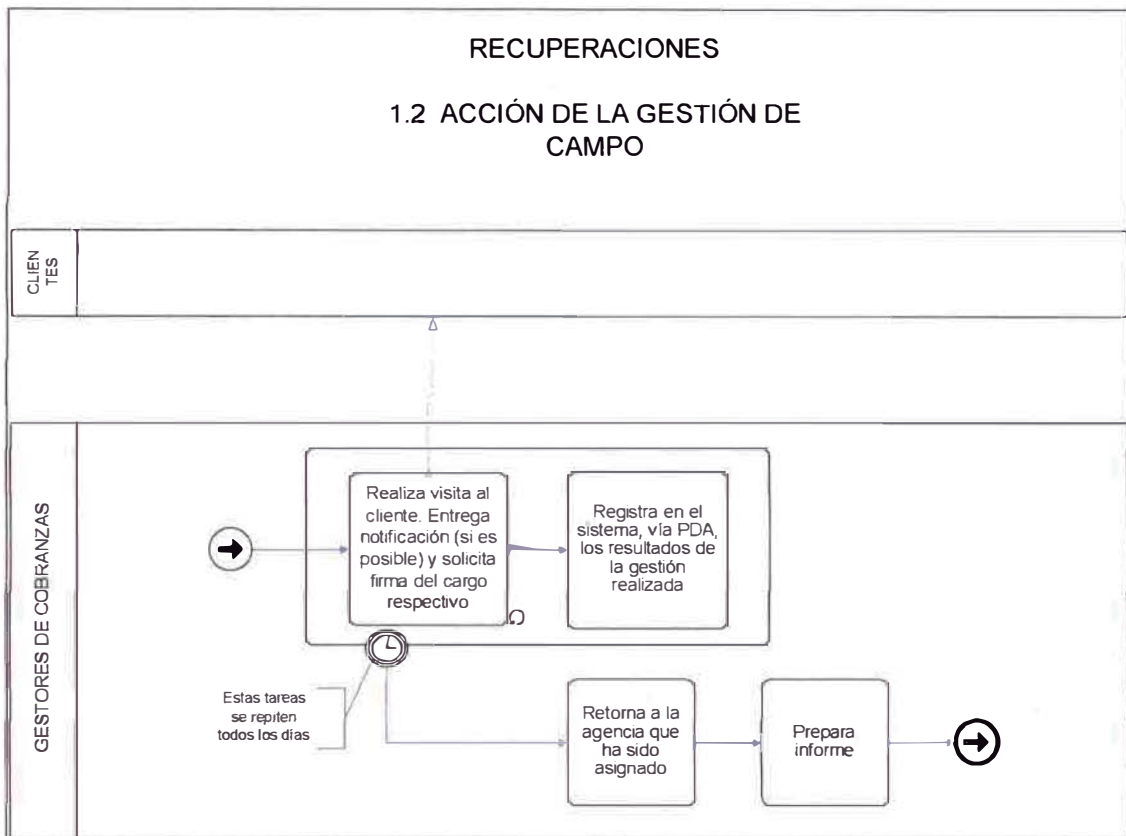 RECUPERACIONES
1.2 ACCIÓN DE LA GESTIÓN DE
CAMPO
CLIEN
TES
GESTORES DE COBRANZAS
Realiza visita al
cliente. Entrega
notificación (si es
posible) y solicita
firma del cargo
respectivo
Registra en el
sistema, vía PDA,
los resultados de
la gestión
realizada
Estas tareas
se repiten
todos los días
Retorna a la
agencia que
ha sido
asignado
Prepara
informe